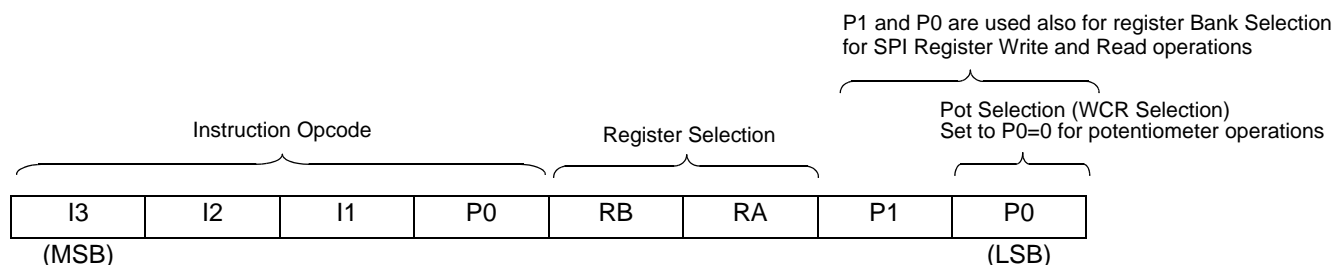 P1 and P0 are used also for register Bank Selection
for SPI Register Write and Read operations
Pot Selection (WCR Selection)
Set to P0=0 for potentiometer operations
Instruction Opcode
Register Selection
I3 I2 I1 P0 RB RA P1 P0
(MSB) (LSB)